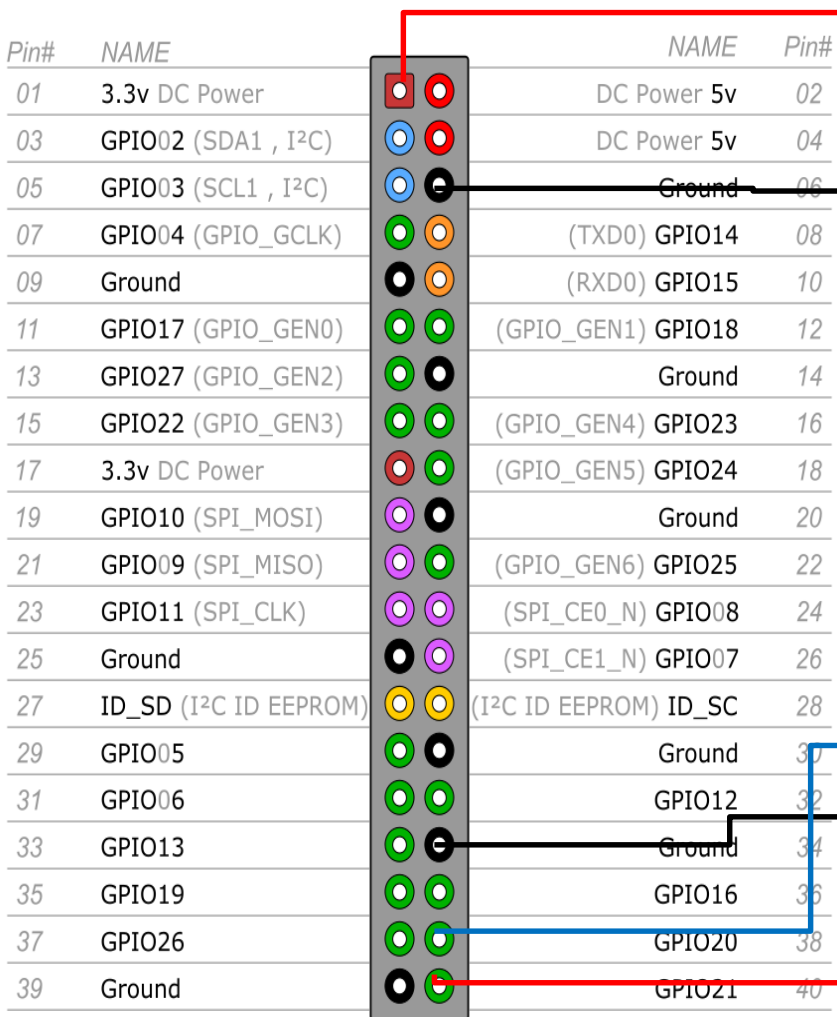 Pin# NAME NAME Pin#
01 3.3v DC Power DC Power 5v 02
03 GPIO02 (SDA1 , I²C) DC Power 5v 04
05 GPIO03 (SCL1 , I²C) Ground 06
07 GPIO04 (GPIO_GCLK) (TXD0) GPIO14 08
09 Ground (RXD0) GPIO15 10
11 GPIO17 (GPIO_GEN0) (GPIO_GEN1) GPIO18 12
13 GPIO27 (GPIO_GEN2) Ground 14
15 GPIO22 (GPIO_GEN3) (GPIO_GEN4) GPIO23 16
17 3.3v DC Power (GPIO_GEN5) GPIO24 18
19 GPIO10 (SPI_MOSI) Ground 20
21 GPIO09 (SPI_MISO) (GPIO_GEN6) GPIO25 22
23 GPIO11 (SPI_CLK) (SPI_CE0_N) GPIO08 24
25 Ground (SPI_CE1_N) GPIO07 26
27 ID_SD (I²C ID EEPROM) (I²C ID EEPROM) ID_SC 28
29 GPIO05 Ground 30
31 GPIO06 GPIO12 32
33 GPIO13 Ground 34
35 GPIO19 GPIO16 36
37 GPIO26 GPIO20 38
39 Ground GPIO21 40